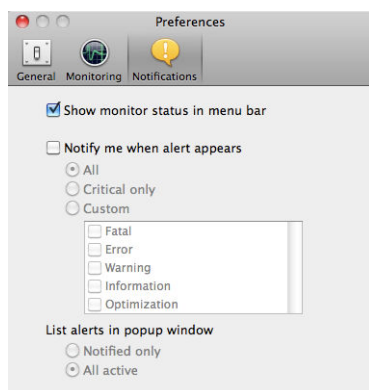 Preferences
General Monitoring Notifications
Show monitor status in menu bar
Notify me when alert appears
All
Critical only
Custom
Fatal
Error
Warning
Information
Optimization
List alerts in popup window
Notified only
All active